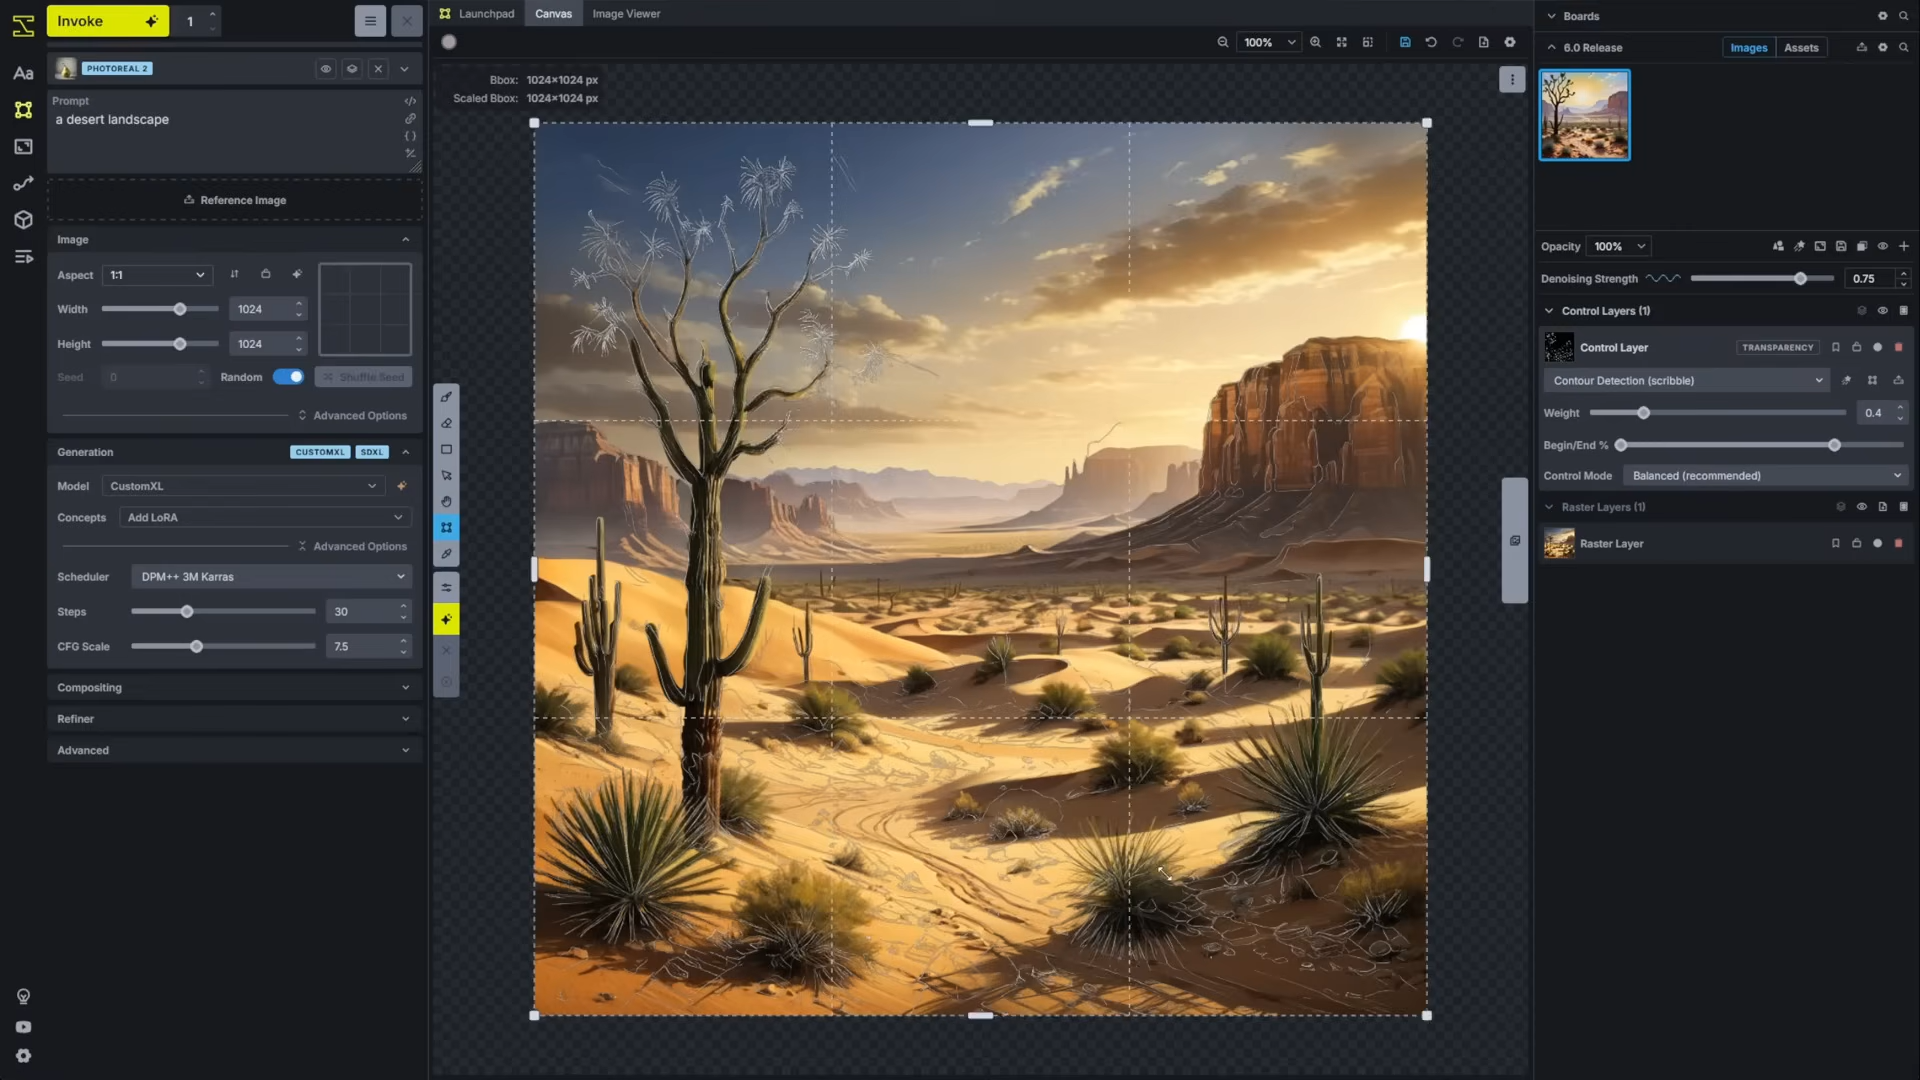 Invoke
1
PHOTOREAL 2
Prompt
a desert landscape
Reference Image
Image
Aspect
1:1
Width
1024
Height
1024
Seed
0
Random
Shuffle Seed
Advanced Options
Generation
CUSTOMXL
SDXL
Model
CustomXL
Concepts
Add LoRA
Advanced Options
Scheduler
DPM++ 3M Karras
Steps
30
CFG Scale
7.5
Compositing
Refiner
Advanced
Launchpad
Canvas
Image Viewer
100%
Bbox: 1024×1024 px
Scaled Bbox: 1024×1024 px
Boards
6.0 Release
Images
Assets
Opacity
100%
Denoising Strength
0.75
Control Layers (1)
Control Layer
TRANSPARENCY
Contour Detection (scribble)
Weight
0.4
Begin/End %
Control Mode
Balanced (recommended)
Raster Layers (1)
Raster Layer